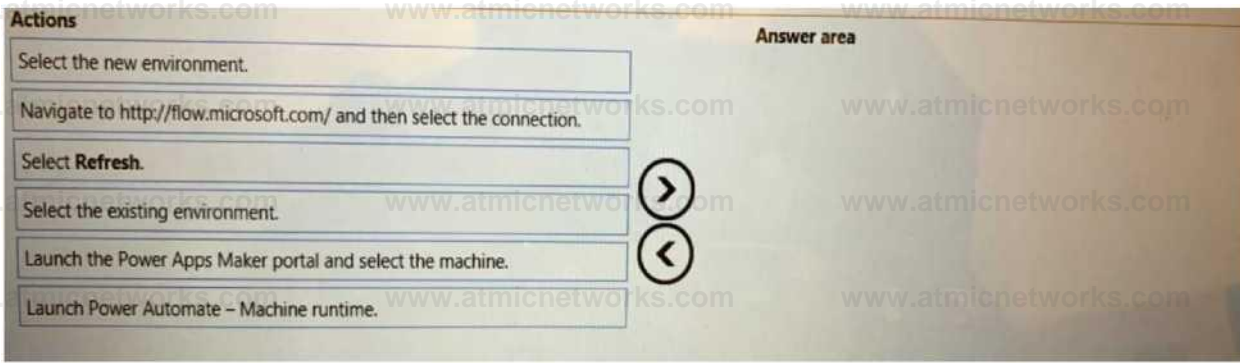 www.atmicnetworks.com www.atmicnetworks.com
Actions
Answer area
Select the new environment.
Navigate to http://flow.microsoft.com/ and then select the connection.
www.atmicnetworks.com www.atmicnetworks.com
Select Refresh.
Select the existing environment.
www.atmicnetworks.com www.atmicnetworks.com
Launch the Power Apps Maker portal and select the machine.
Launch Power Automate – Machine runtime.
www.atmicnetworks.com www.atmicnetworks.com